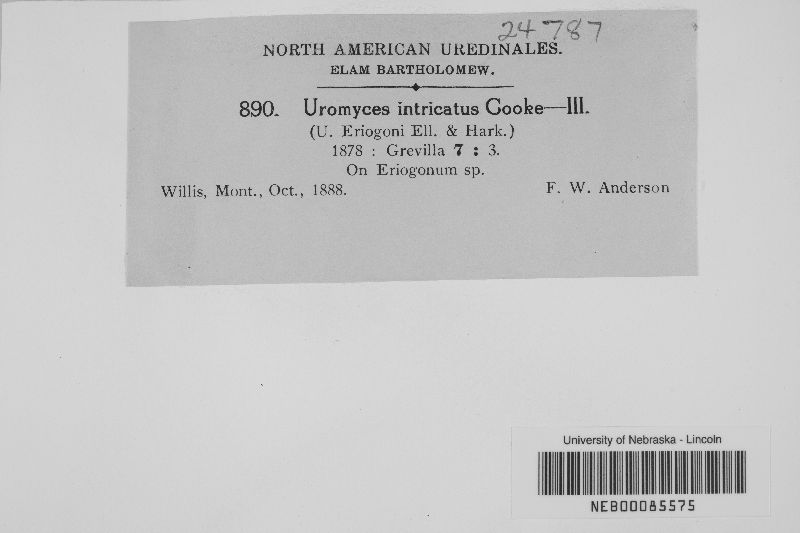 24787
NORTH AMERICAN UREDINALES.
ELAM BARTHOLOMEW.
890. Uromyces intricatus Cooke—III.
(U. Eriogoni Ell. & Hark.)
1878 : Grevilla 7 : 3.
On Eriogonum sp.
Willis, Mont., Oct., 1888. F. W. Anderson
University of Nebraska - Lincoln
NEB00085575